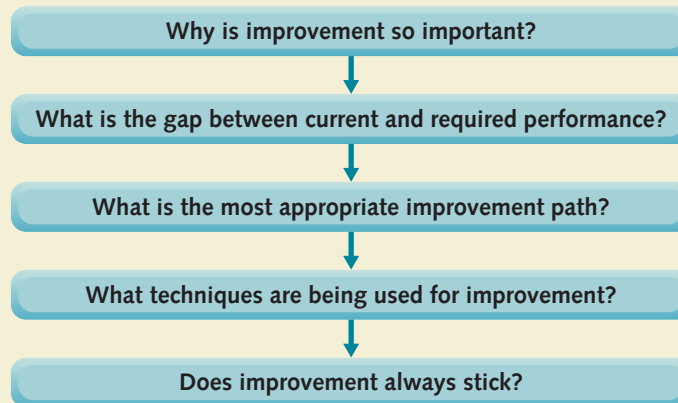 Why is improvement so important?
What is the gap between current and required performance?
What is the most appropriate improvement path?
What techniques are being used for improvement?
Does improvement always stick?